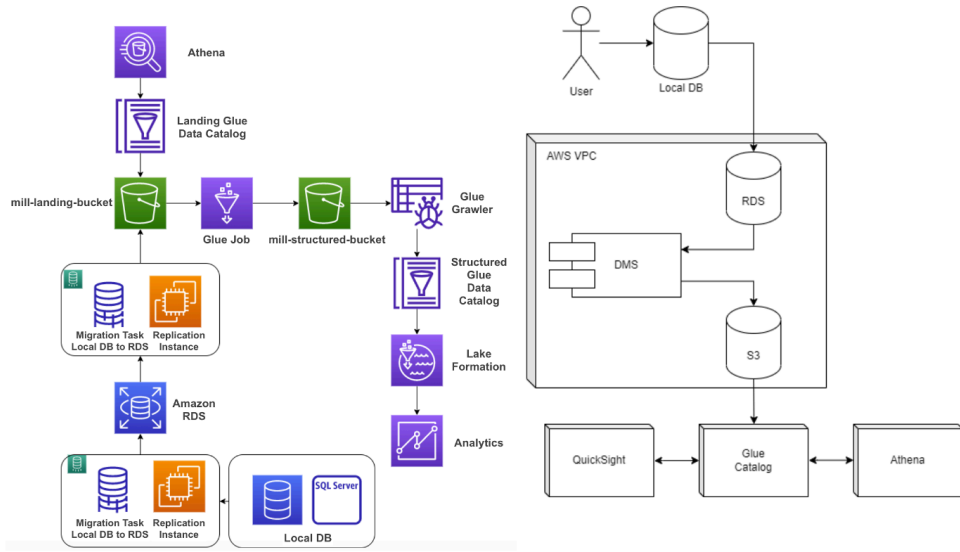 Athena
Landing Glue
Data Catalog
mill-landing-bucket
Glue Job
mill-structured-bucket
Glue
Grawler
Structured
Glue
Data
Catalog
Migration Task
Local DB to RDS
Replication
Instance
Lake
Formation
Amazon
RDS
Analytics
Migration Task
Local DB to RDS
Replication
Instance
SQL Server
Local DB
User
Local DB
AWS VPC
RDS
DMS
S3
QuickSight
Glue
Catalog
Athena